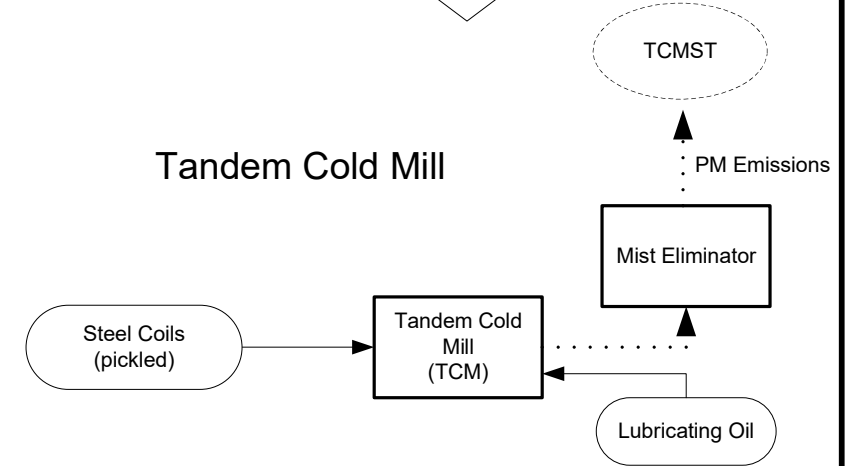 TCMST
PM Emissions
Tandem Cold Mill
Mist Eliminator
Steel Coils
(pickled)
Tandem Cold
Mill
(TCM)
Lubricating Oil